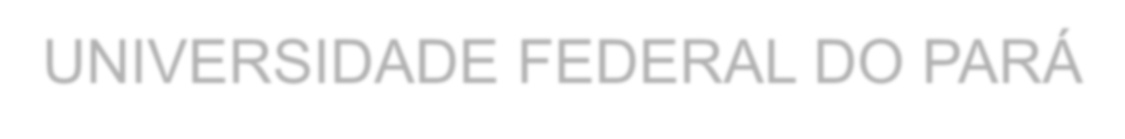 UNIVERSIDADE FEDERAL DO PARÁ